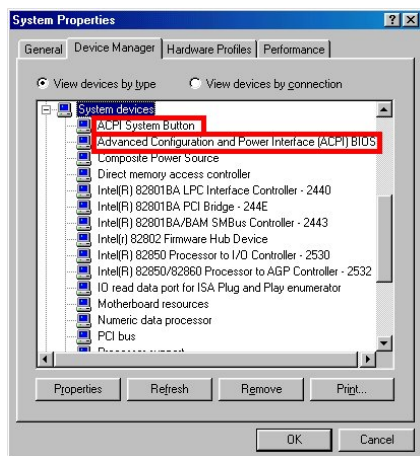 System Properties
General Device Manager Hardware Profiles Performance
View devices by type View devices by connection
System devices
ACPI System Button
Advanced Configuration and Power Interface (ACPI) BIOS
Composite Power Source
Direct memory access controller
Intel(R) 82801BA LPC Interface Controller - 2440
Intel(R) 82801BA PCI Bridge - 244E
Intel(R) 82801BA/BAM SMBus Controller - 2443
Intel(r) 82802 Firmware Hub Device
Intel(R) 82850 Processor to I/O Controller - 2530
Intel(R) 82850/82860 Processor to AGP Controller - 2532
IO read data port for ISA Plug and Play enumerator
Motherboard resources
Numeric data processor
PCI bus
Processor support
Properties Refresh Remove Print...
OK Cancel